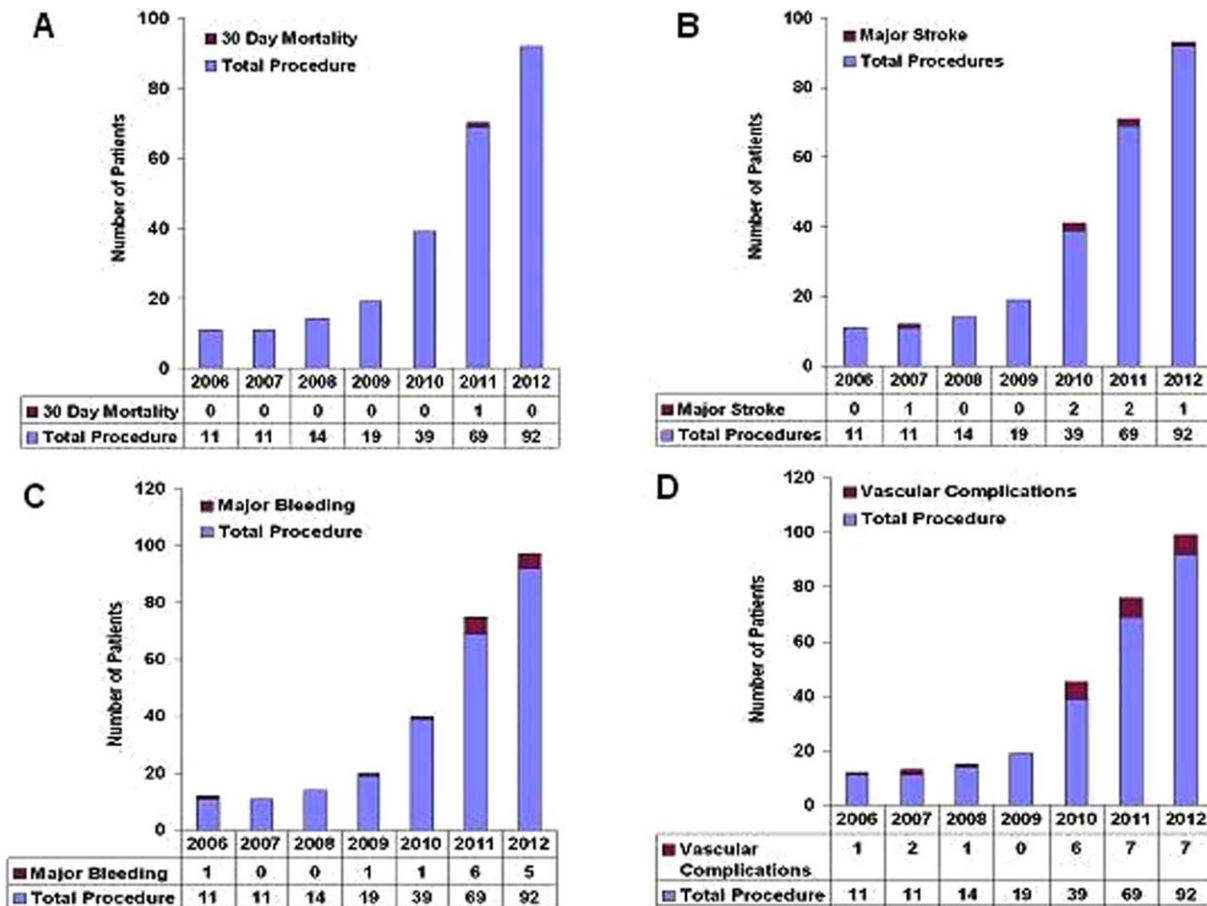 A
30 Day Mortality
Total Procedure
Number of Patients
100
80
60
40
20
0
2006 2007 2008 2009 2010 2011 2012
30 Day Mortality 0 0 0 0 0 1 0
Total Procedure 11 11 14 19 39 69 92
B
Major Stroke
Total Procedures
Number of Patients
100
80
60
40
20
0
2006 2007 2008 2009 2010 2011 2012
Major Stroke 0 1 0 0 2 2 1
Total Procedures 11 11 14 19 39 69 92
C
Major Bleeding
Total Procedure
Number of Patients
120
100
80
60
40
20
0
2006 2007 2008 2009 2010 2011 2012
Major Bleeding 1 0 0 1 1 6 5
Total Procedure 11 11 14 19 39 69 92
D
Vascular Complications
Total Procedure
Number of Patients
120
100
80
60
40
20
0
2006 2007 2008 2009 2010 2011 2012
Vascular 1 2 1 0 6 7 7
Complications
Total Procedure 11 11 14 19 39 69 92